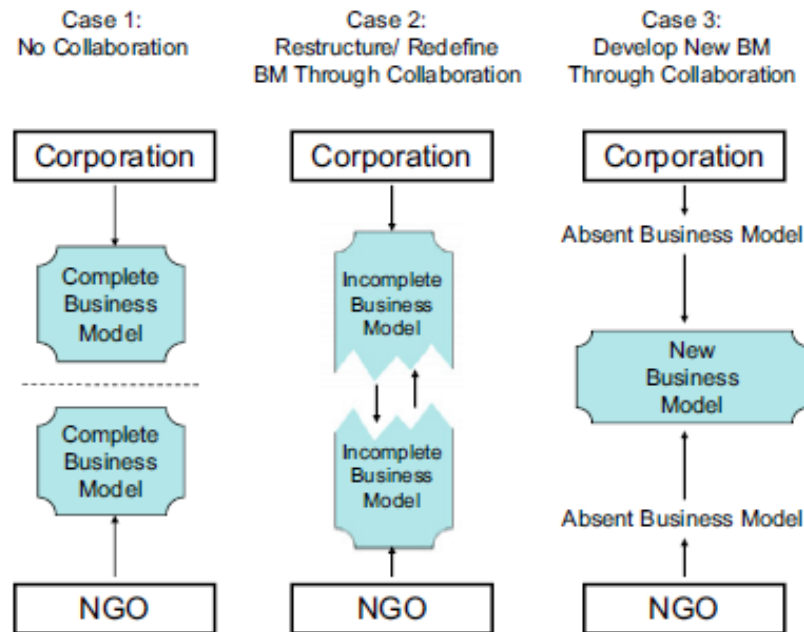 Case 1:
No Collaboration
Case 2:
Restructure/ Redefine
BM Through Collaboration
Case 3:
Develop New BM
Through Collaboration
Corporation
Complete
Business
Model
Complete
Business
Model
NGO
Corporation
Incomplete
Business
Model
Incomplete
Business
Model
NGO
Corporation
Absent Business Model
New
Business
Model
Absent Business Model
NGO